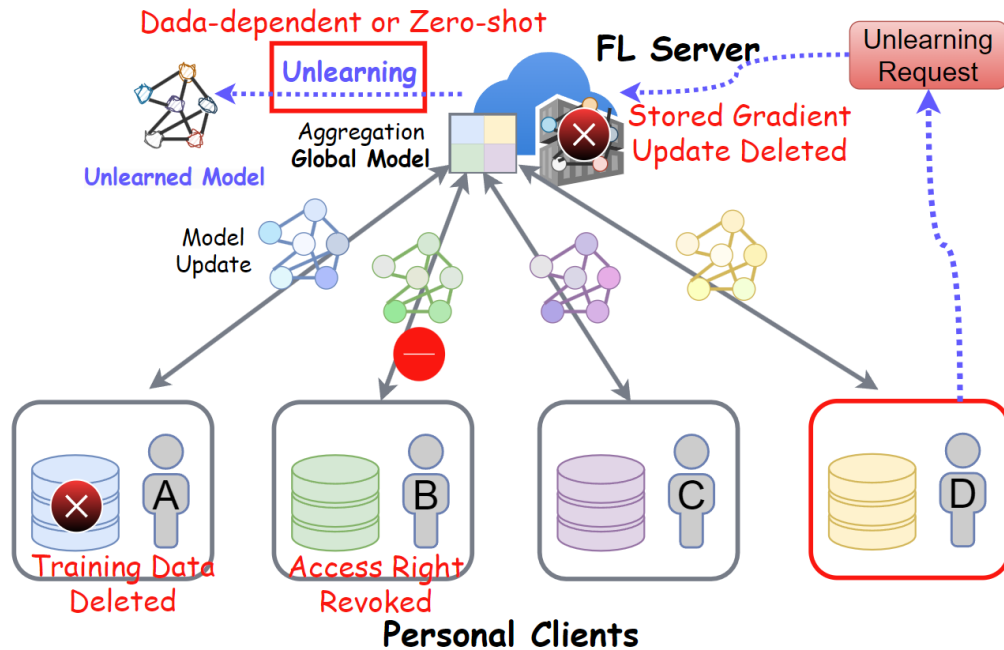 Dada-dependent or Zero-shot
Unlearning
FL Server
Unlearning
Request
Aggregation
Global Model
Stored Gradient
Update Deleted
Unlearned Model
Model
Update
A
B
C
D
Training Data
Deleted
Access Right
Revoked
Personal Clients